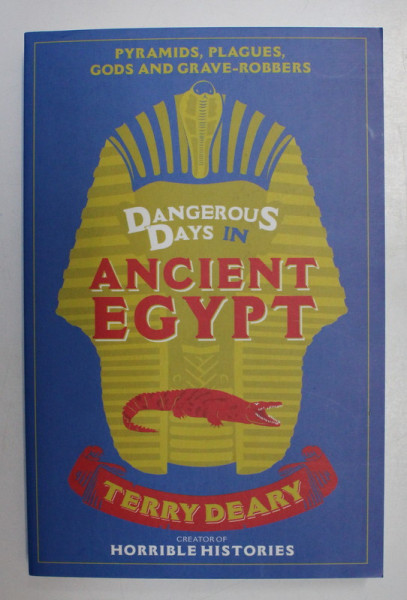 PYRAMIDS, PLAGUES,
GODS AND GRAVE-ROBBERS
DANGEROUS
DAYS IN
ANCIENT
EGYPT
TERRY DEARY
CREATOR OF
HORRIBLE HISTORIES